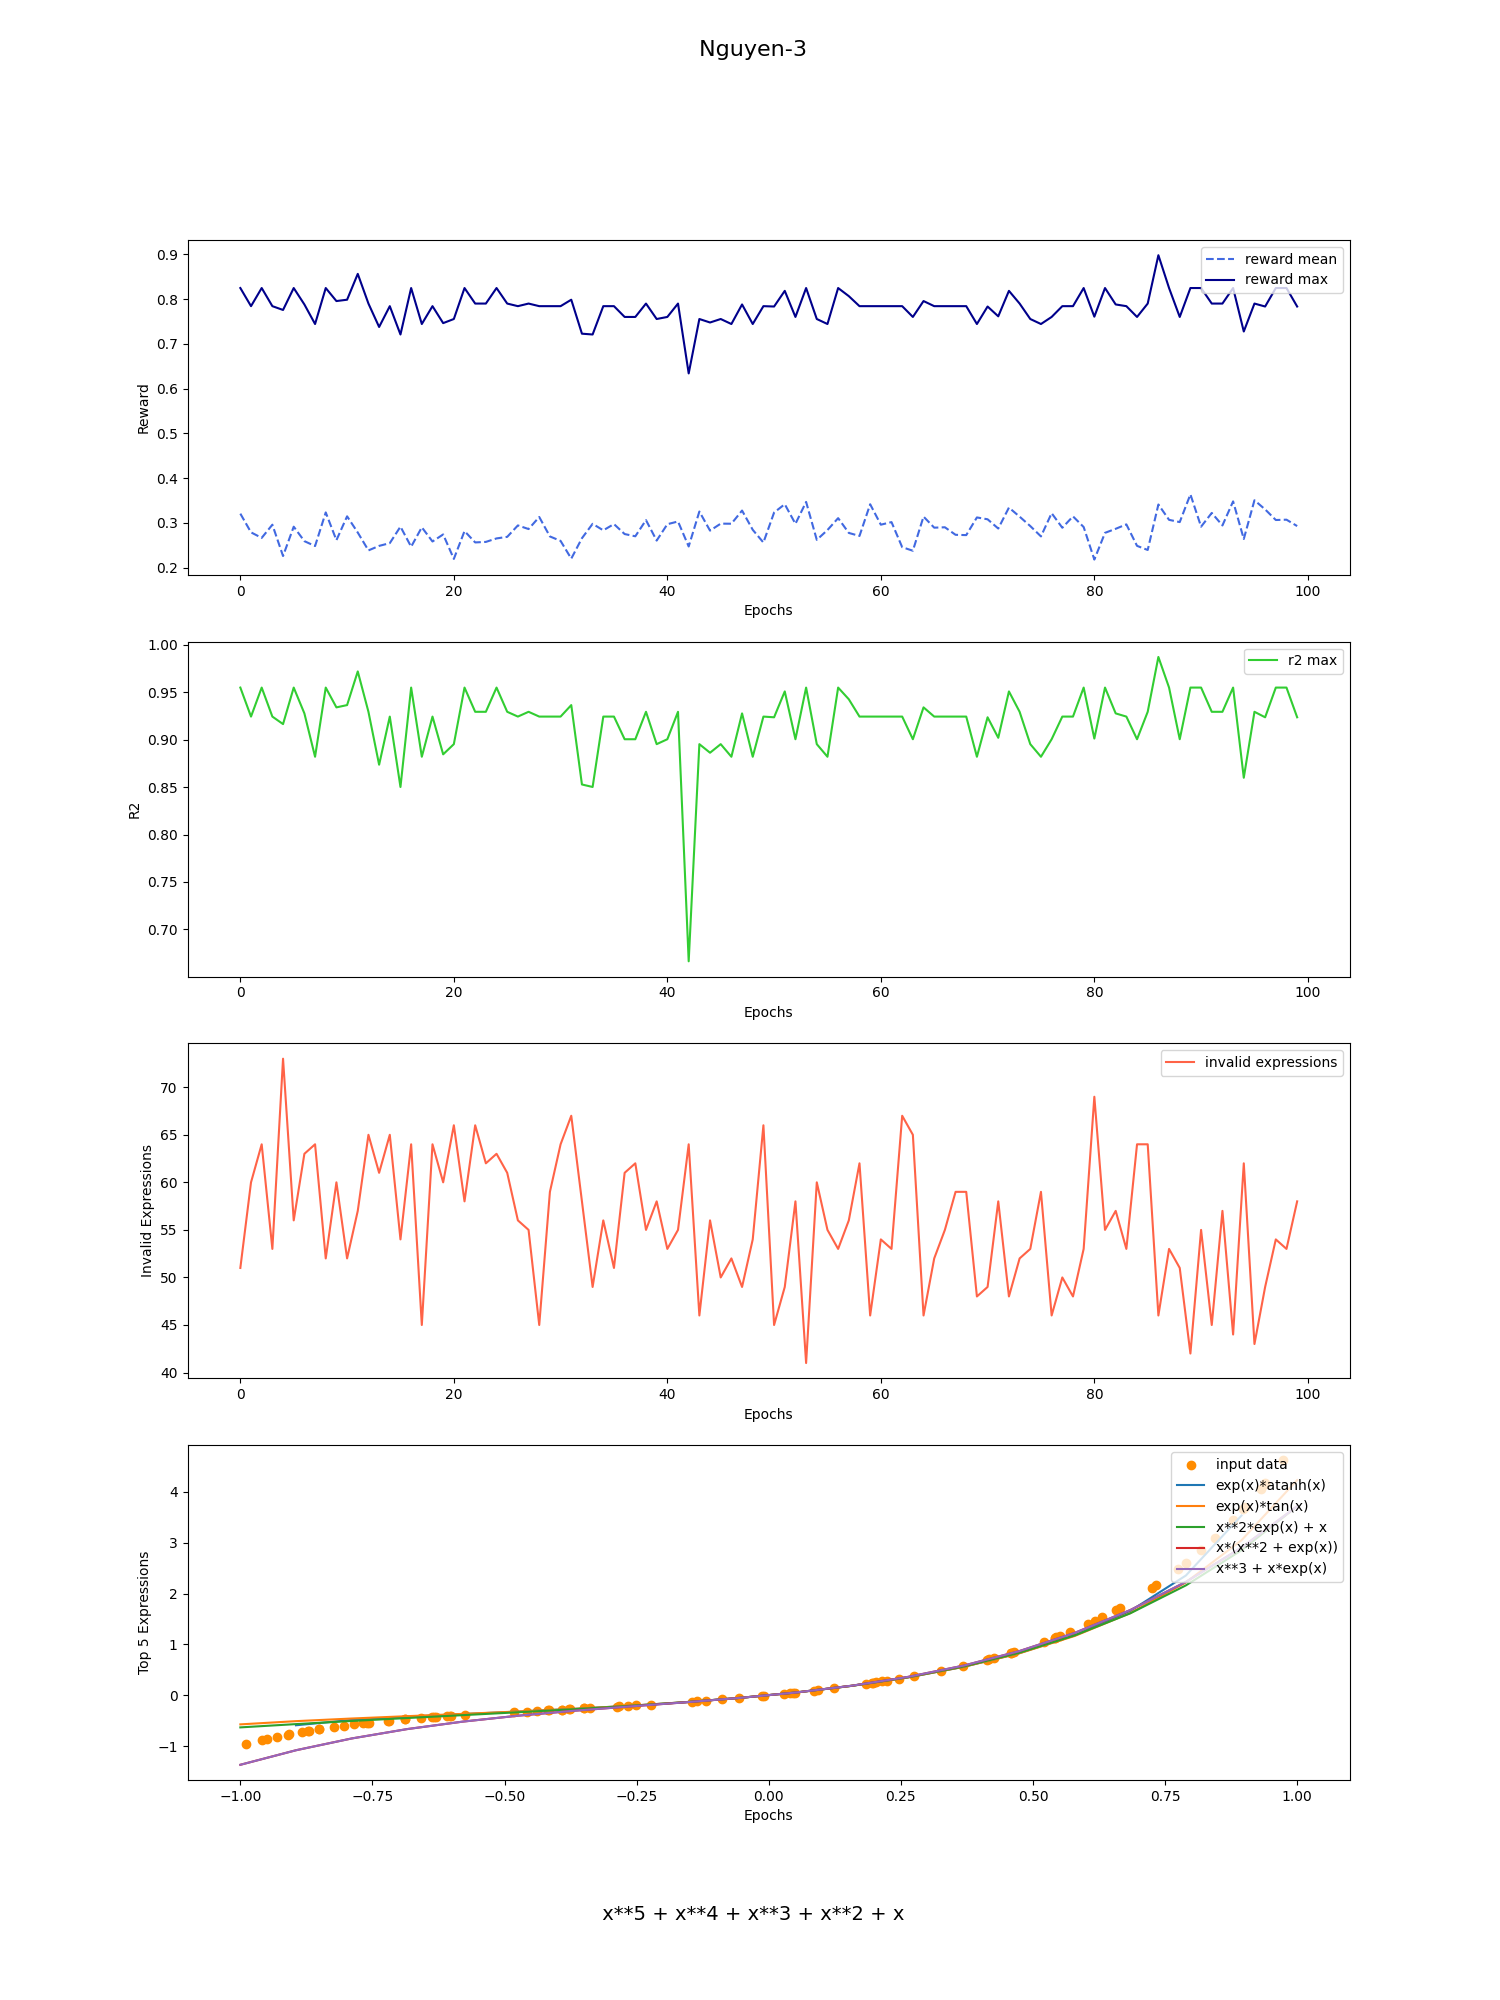 Nguyen-3
0.9
0.8
0.7
0.6
0.5
0.4
0.3
0.2
Reward
reward mean
reward max
0 20 40 60 80 100
Epochs
1.00
0.95
0.90
0.85
0.80
0.75
0.70
R2
r2 max
0 20 40 60 80 100
Epochs
70
65
60
55
50
45
40
Invalid Expressions
invalid expressions
0 20 40 60 80 100
Epochs
4
3
2
1
0
−1
Top 5 Expressions
input data
exp(x)*atanh(x)
exp(x)*tan(x)
x**2*exp(x) + x
x*(x**2 + exp(x))
x**3 + x*exp(x)
−1.00 −0.75 −0.50 −0.25 0.00 0.25 0.50 0.75 1.00
Epochs
x**5 + x**4 + x**3 + x**2 + x